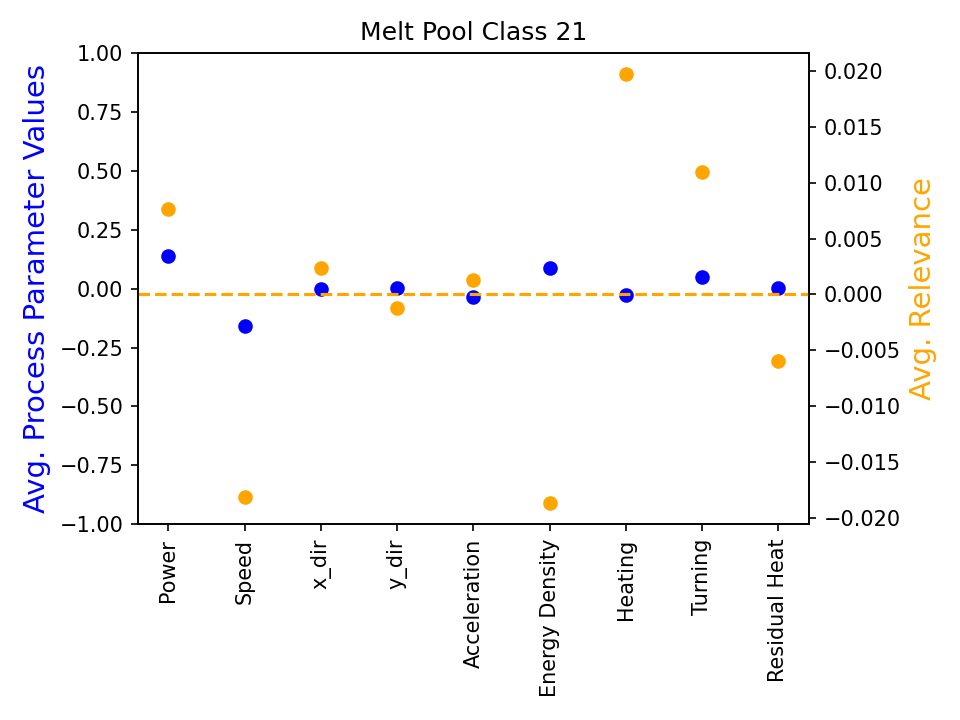 Melt Pool Class 21
Avg. Process Parameter Values
1.00
0.75
0.50
0.25
0.00
−0.25
−0.50
−0.75
−1.00
0.020
0.015
0.010
0.005
0.000
−0.005
−0.010
−0.015
−0.020
Avg. Relevance
Power
Speed
x_dir
y_dir
Acceleration
Energy Density
Heating
Turning
Residual Heat